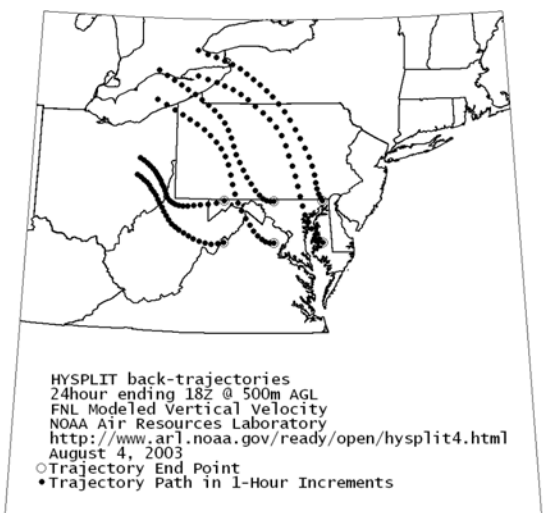 HYSPLIT back-trajectories
24hour ending 18Z @ 500m AGL
FNL Modeled Vertical Velocity
NOAA Air Resources Laboratory
http://www.arl.noaa.gov/ready/open/hysplit4.html
August 4, 2003
○Trajectory End Point
•Trajectory Path in 1-Hour Increments